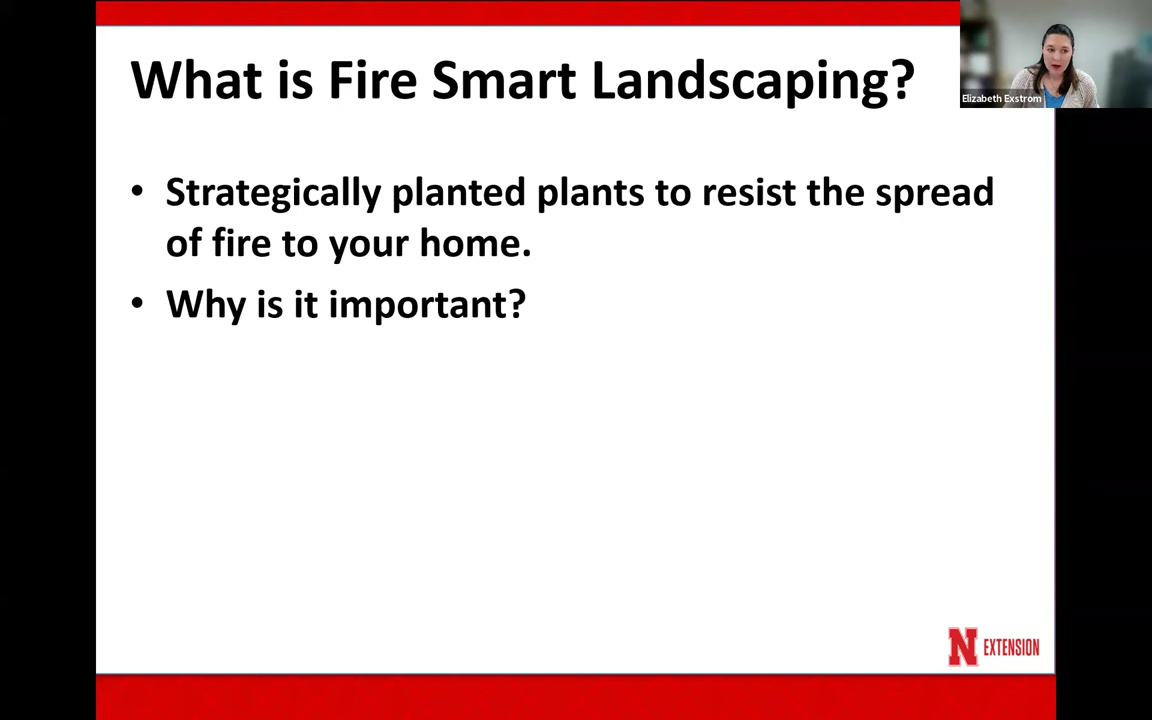 What is Fire Smart Landscaping?
Elizabeth Exstrom
• Strategically planted plants to resist the spread
of fire to your home.
• Why is it important?
N EXTENSION